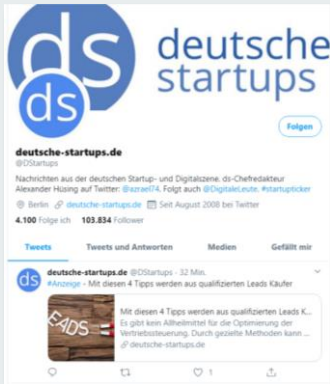 ds
deutsche
startups
ds
Folgen
deutsche-startups.de
@DStartups
Nachrichten aus der deutschen Startup- und Digitalszene. ds-Chefredakteur
Alexander Hüsing auf Twitter: @azrael74. Folgt auch @DigitaleLeute. #startupticker
Berlin deutsche-startups.de Seit August 2008 bei Twitter
4.100 Folge ich 103.834 Follower
Tweets Tweets und Antworten Medien Gefällt mir
ds
deutsche-startups.de @DStartups · 32 Min.
#Anzeige - Mit diesen 4 Tipps werden aus qualifizierten Leads Käufer
LEADS
Mit diesen 4 Tipps werden aus qualifizierten Leads K...
Es gibt kein Allheilmittel für die Optimierung der
Vertriebssteuerung. Durch gezielte Methoden kann ...
deutsche-startups.de
1